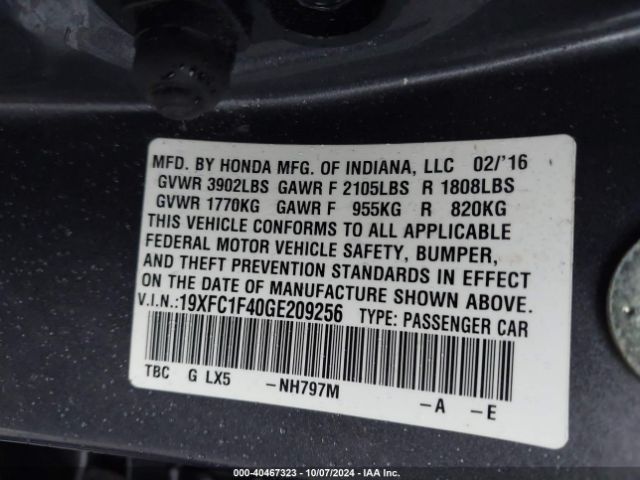 MFD. BY HONDA MFG. OF INDIANA, LLC 02/'16
GVWR 3902LBS GAWR F 2105LBS R 1808LBS
GVWR 1770KG GAWR F 955KG R 820KG
THIS VEHICLE CONFORMS TO ALL APPLICABLE
FEDERAL MOTOR VEHICLE SAFETY, BUMPER,
AND THEFT PREVENTION STANDARDS IN EFFECT
ON THE DATE OF MANUFACTURE SHOWN ABOVE.
V.I.N.:19XFC1F40GE209256 TYPE: PASSENGER CAR
TBC G LX5 -NH797M -A -E
000-40467323 - 10/07/2024 - IAA Inc.